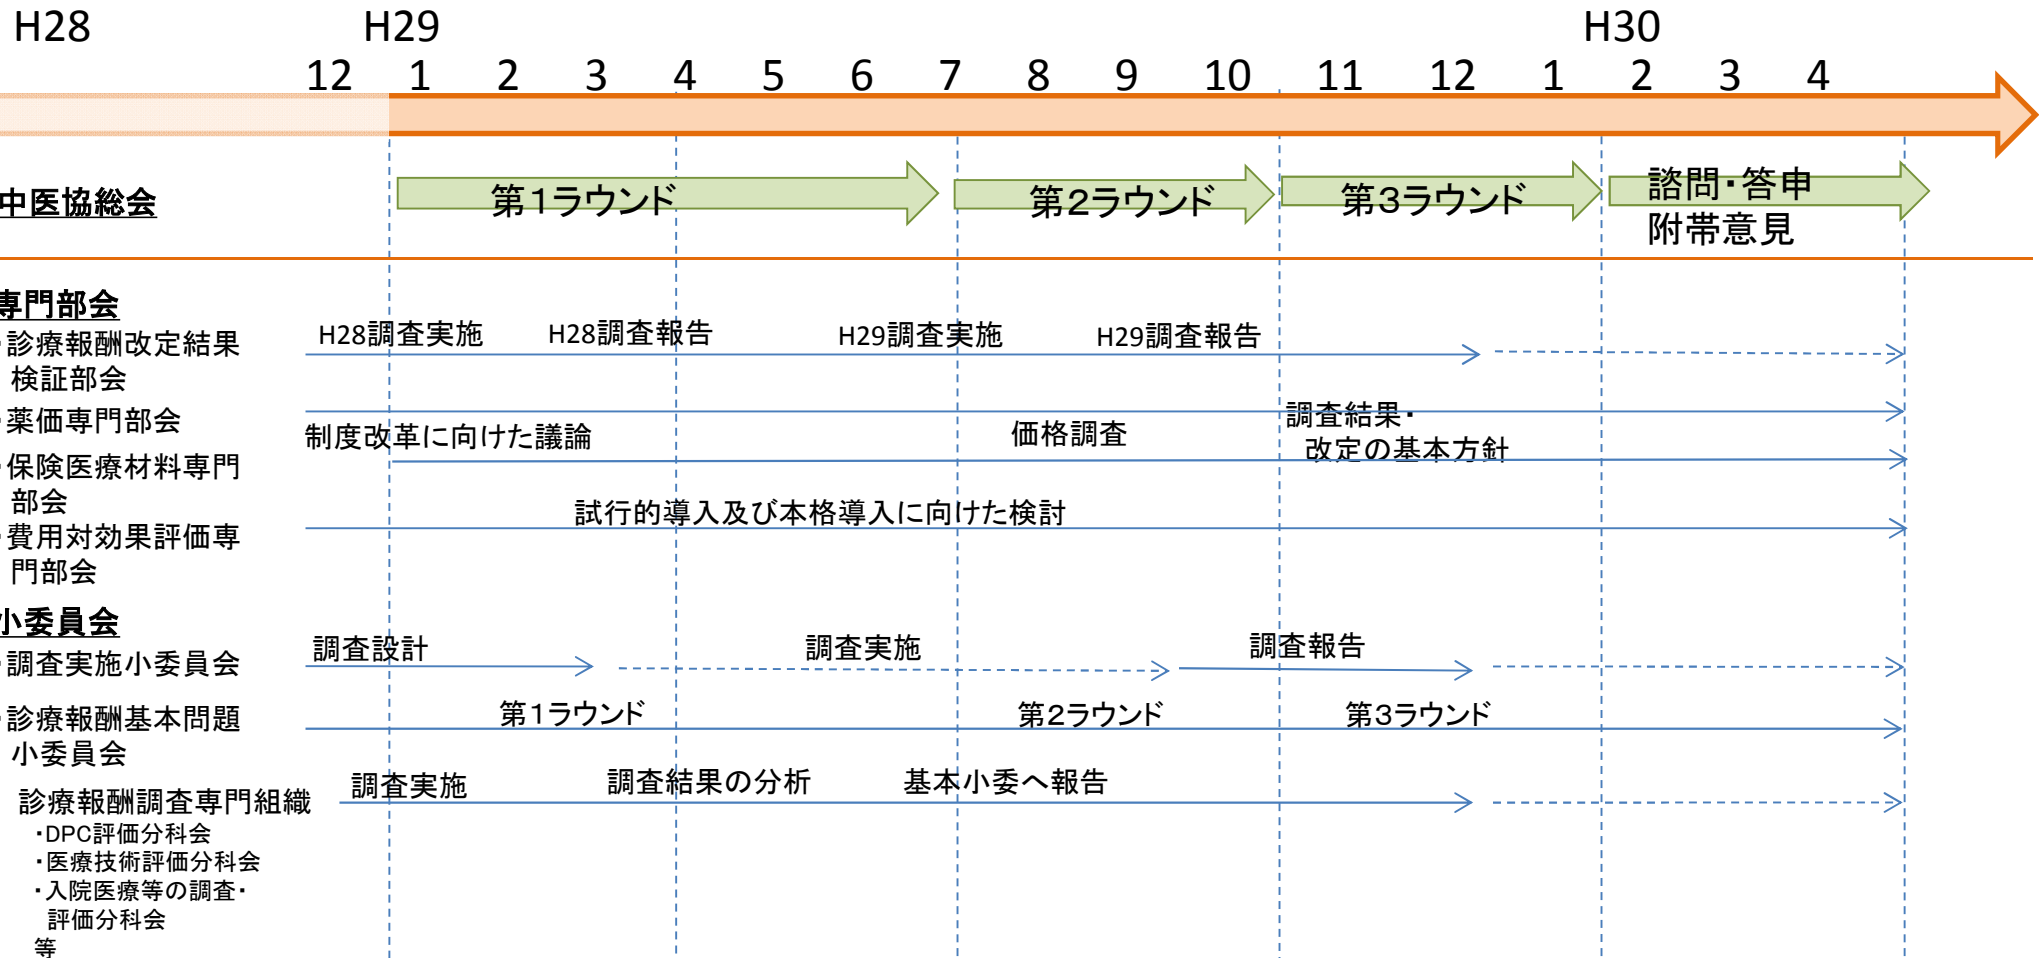 H28 H29 H30
12 1 2 3 4 5 6 7 8 9 10 11 12 1 2 3 4
中医協総会
第1ラウンド
第2ラウンド
第3ラウンド
諮問・答申
附帯意見
専門部会
・診療報酬改定結果
検証部会
H28調査実施
H28調査報告
H29調査実施
H29調査報告
・薬価専門部会
制度改革に向けた議論
価格調査
調査結果・
改定の基本方針
・保険医療材料専門
部会
試行的導入及び本格導入に向けた検討
・費用対効果評価専
門部会
小委員会
・調査実施小委員会
調査設計
調査実施
調査報告
・診療報酬基本問題
小委員会
第1ラウンド
第2ラウンド
第3ラウンド
診療報酬調査専門組織
調査実施
調査結果の分析
基本小委へ報告
・DPC評価分科会
・医療技術評価分科会
・入院医療等の調査・
評価分科会
等